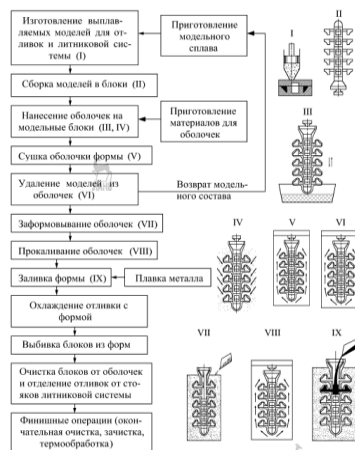 Изготовление выплав-
ляемых моделей для от-
ливок и литниковой сис-
темы (I)
Приготовление
модельного
сплава
Сборка моделей в блоки (II)
Нанесение оболочек на
модельные блоки (III, IV)
Приготовление
материалов для
оболочек
Сушка оболочки формы (V)
Удаление моделей из
оболочек (VI)
Возврат модель-
ного состава
Заформовывание оболочек (VII)
Прокаливание оболочек (VIII)
Заливка формы (IX)
Плавка металла
Охлаждение отливки с
формой
Выбивка блоков из форм
Очистка блоков от оболочек
и отделение отливок от сто-
яков литниковой системы
Финишные операции (окон-
чательная очистка, зачистка,
термообработка)
I
II
III
IV
V
VI
VII
VIII
IX